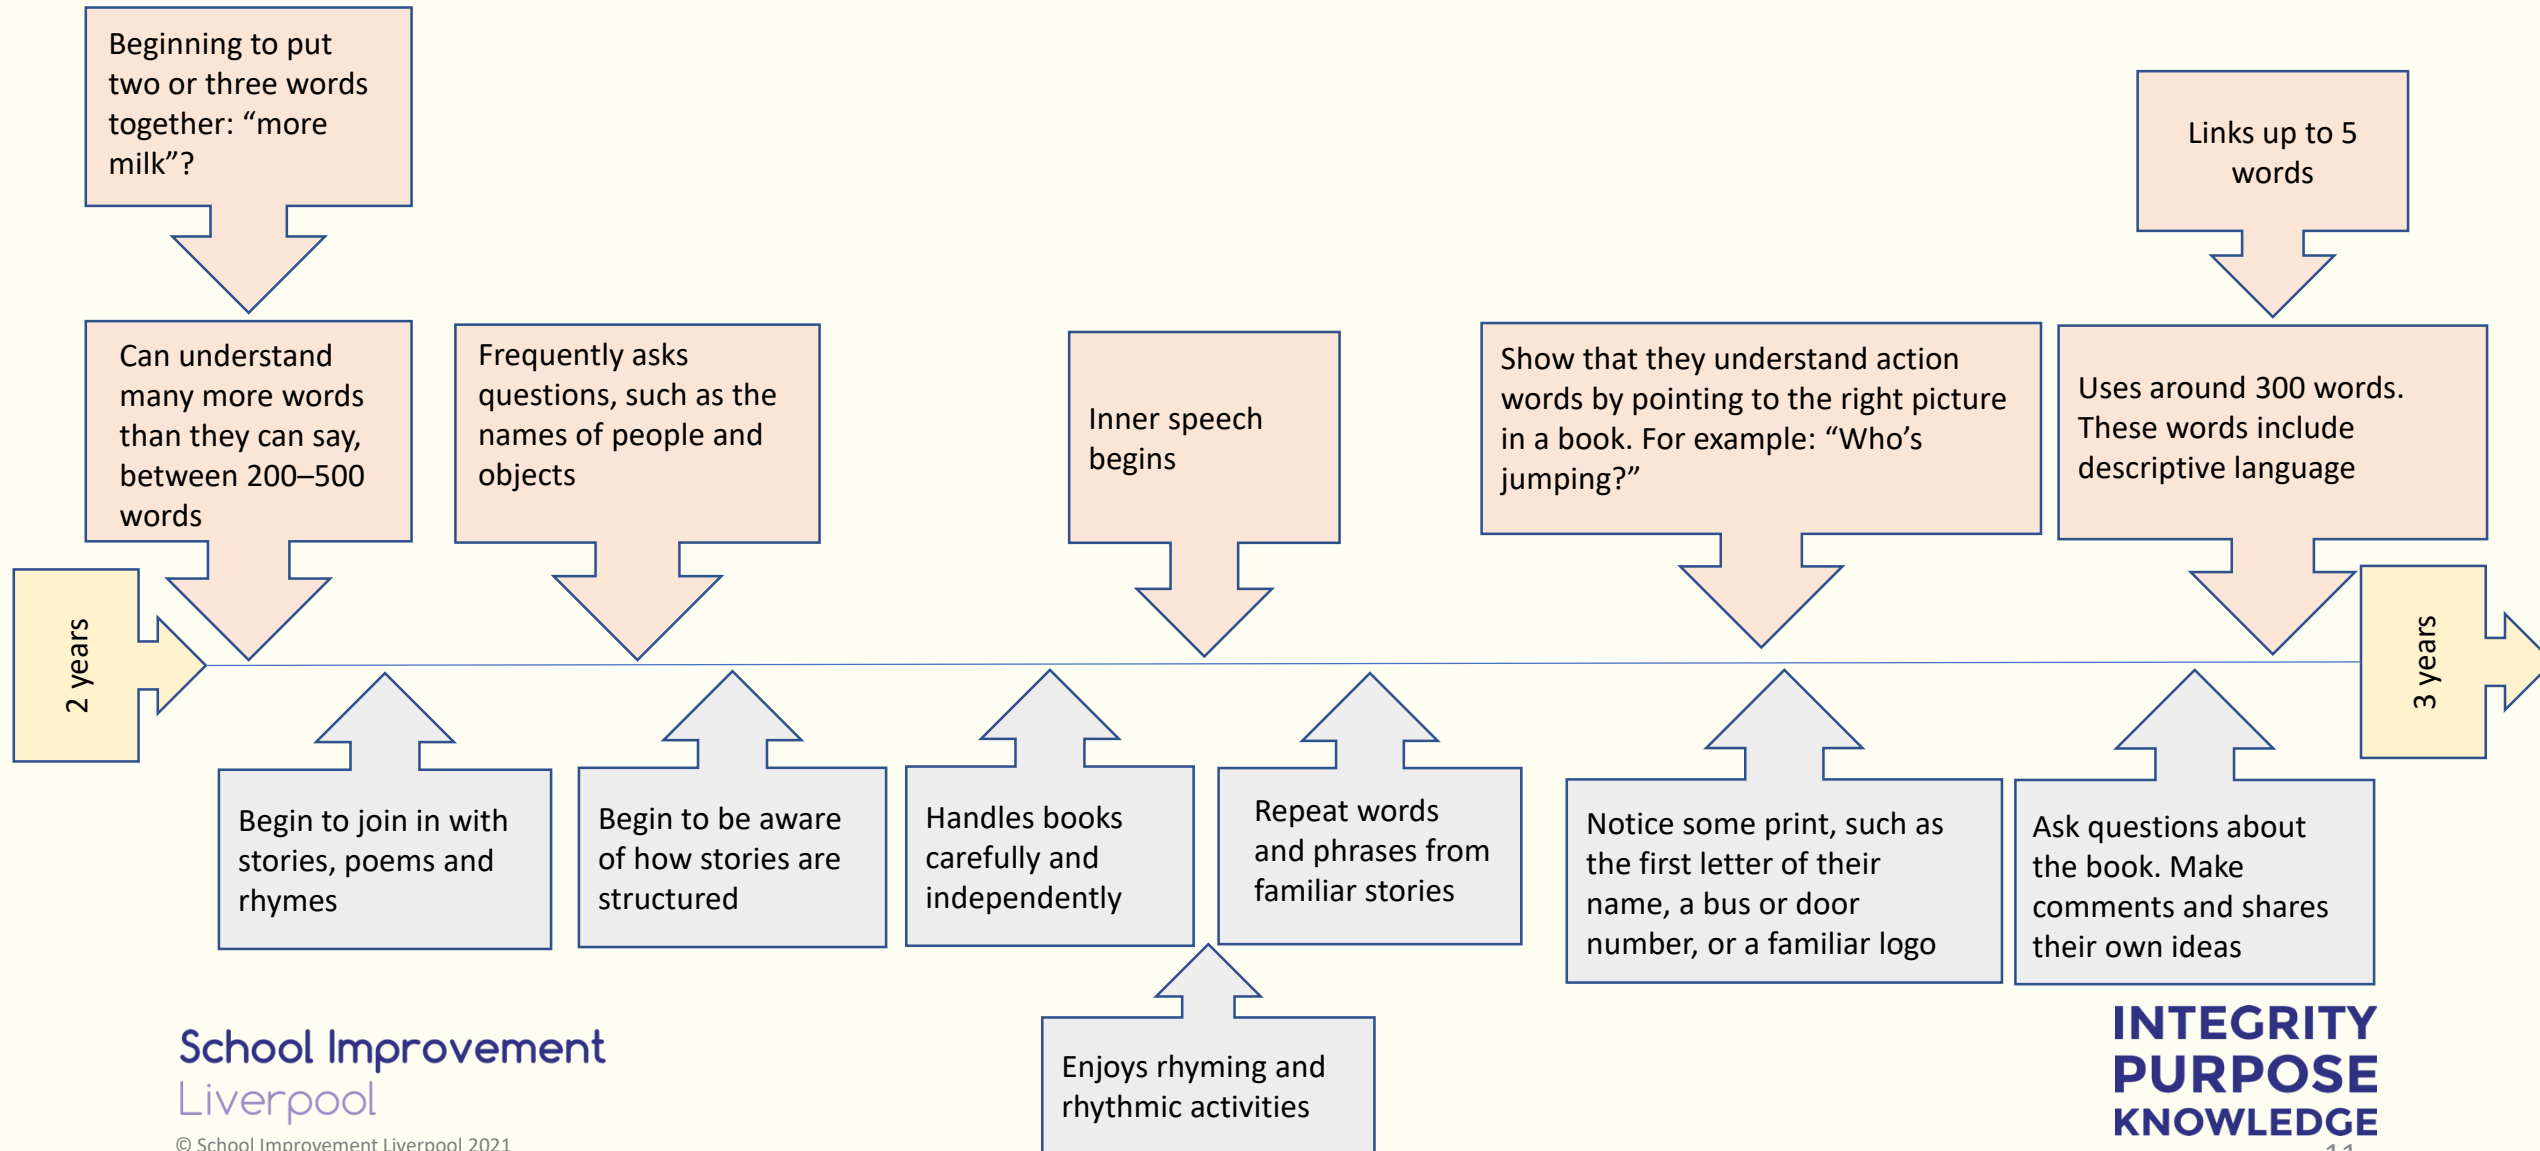 Beginning to put
two or three words
together: “more
milk”?
Links up to 5
words
Can understand
many more words
than they can say,
between 200–500
words
Frequently asks
questions, such as the
names of people and
objects
Inner speech
begins
Show that they understand action
words by pointing to the right picture
in a book. For example: “Who’s
jumping?”
Uses around 300 words.
These words include
descriptive language
2 years
3 years
Begin to join in with
stories, poems and
rhymes
Begin to be aware
of how stories are
structured
Handles books
carefully and
independently
Repeat words
and phrases from
familiar stories
Notice some print, such as
the first letter of their
name, a bus or door
number, or a familiar logo
Ask questions about
the book. Make
comments and shares
their own ideas
Enjoys rhyming and
rhythmic activities
School Improvement
Liverpool
© School Improvement Liverpool 2021
INTEGRITY
PURPOSE
KNOWLEDGE
11